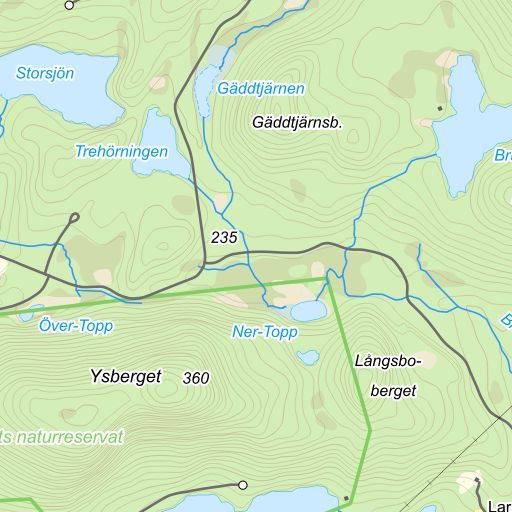 Storsjön
Gäddtjärnen
Gäddtjärnsb.
Trehörningen
235
Över-Topp
Ner-Topp
Ysberget 360
Långsbo-
berget
naturreservat